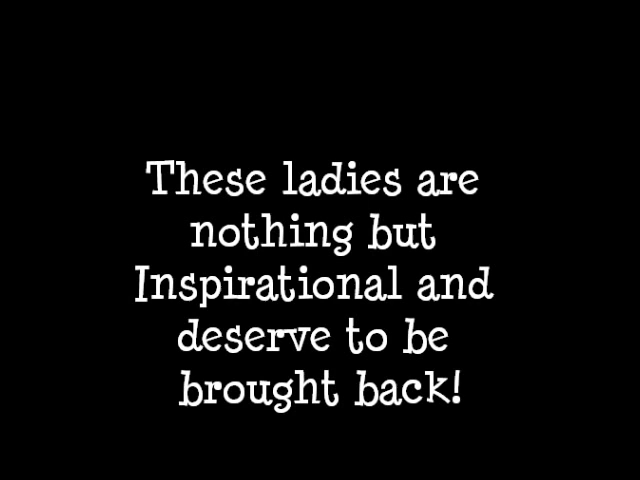 These ladies are
nothing but
Inspirational and
deserve to be
brought back!